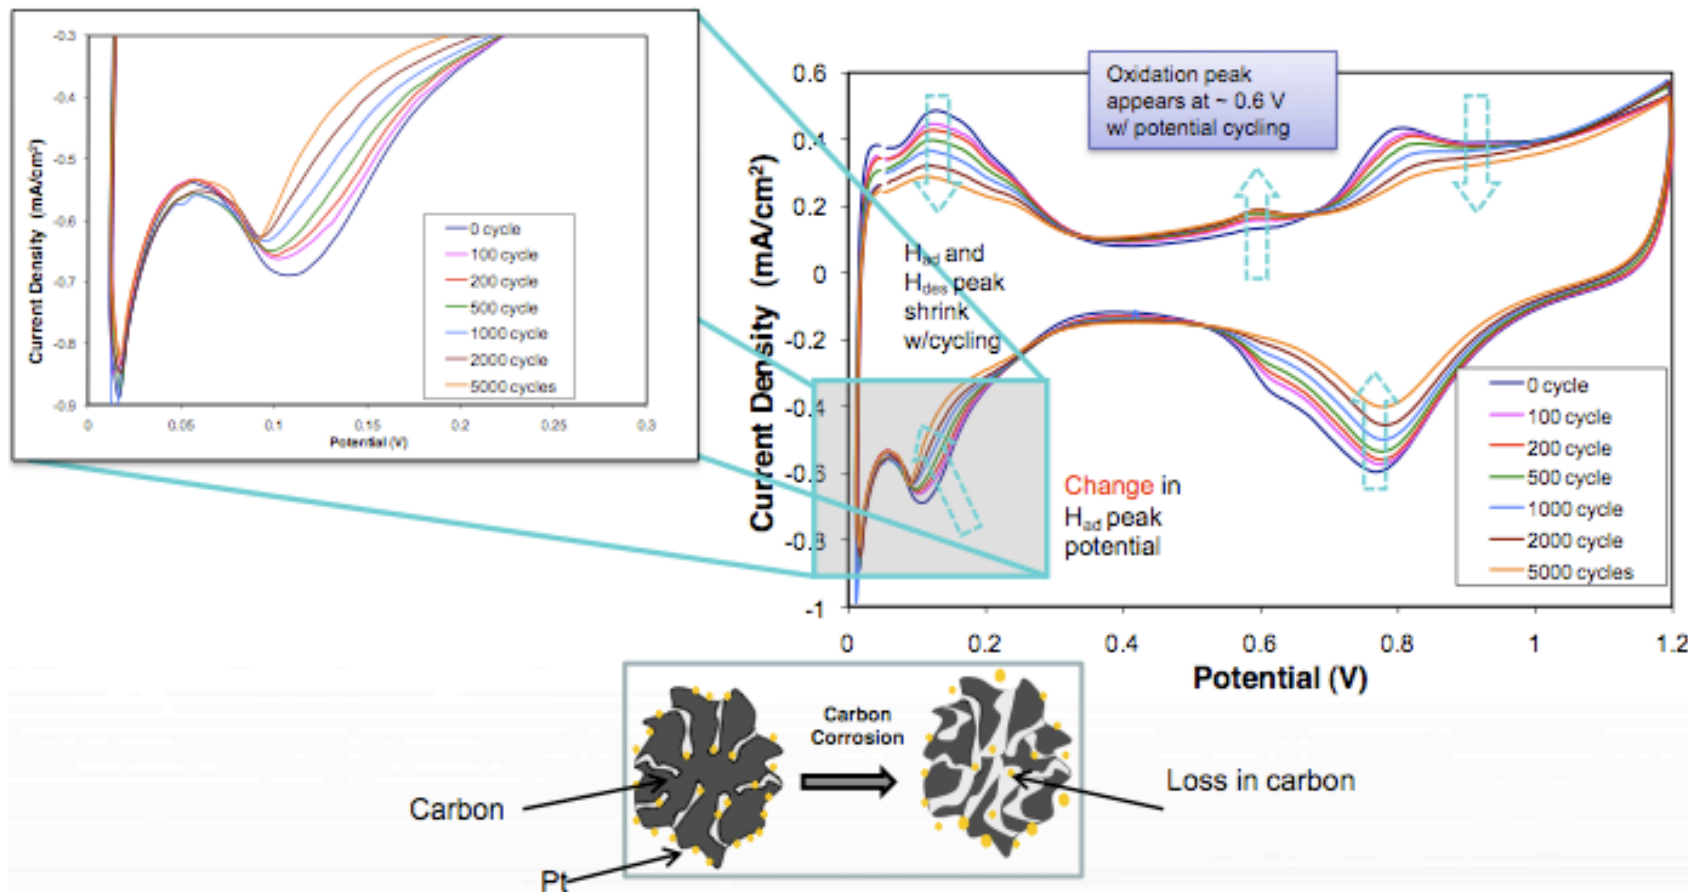 -0.3
-0.4
-0.5
-0.6
-0.7
-0.8
-0.9
Current Density (mA/cm²)
0 cycle
100 cycle
200 cycle
500 cycle
1000 cycle
2000 cycle
5000 cycles
0
0.05
0.1
0.15
0.2
0.25
0.3
Potential (V)
Oxidation peak
appears at ~ 0.6 V
w/ potential cycling
0.6
0.4
0.2
0
-0.2
-0.4
-0.6
-0.8
-1
Current Density (mA/cm²)
H_ad and
H_des peak
shrink
w/cycling
Change in
H_ad peak
potential
0 cycle
100 cycle
200 cycle
500 cycle
1000 cycle
2000 cycle
5000 cycles
0
0.2
0.4
0.6
0.8
1
1.2
Potential (V)
Carbon
Corrosion
Carbon
Loss in carbon
Pt